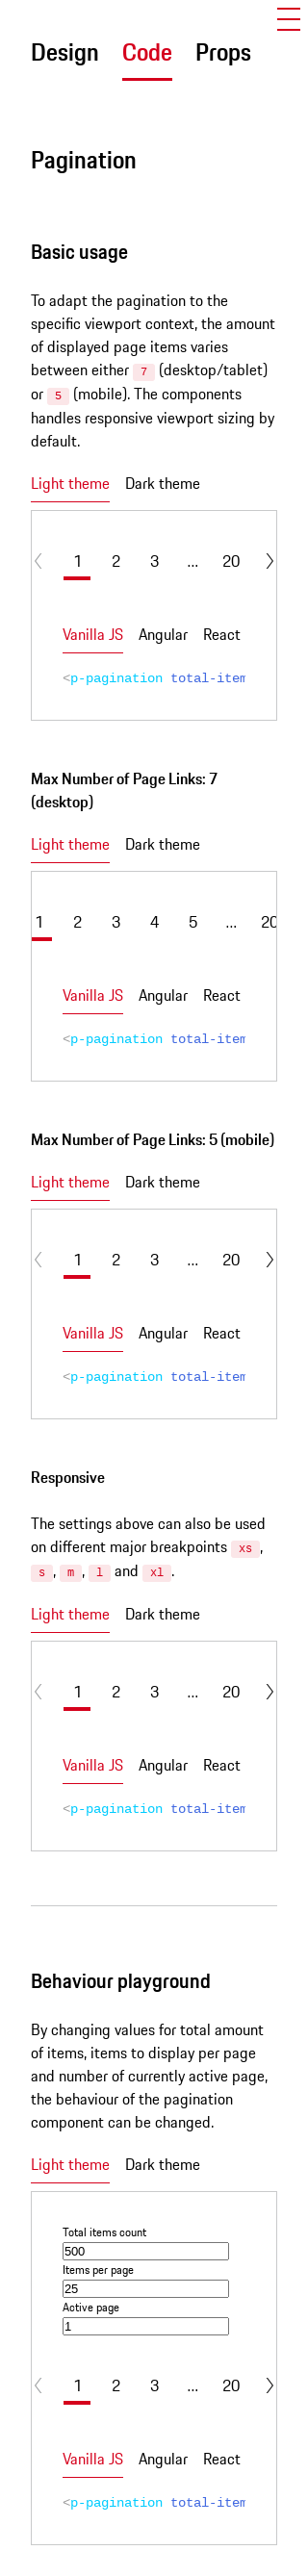 Design Code Props
Pagination
Basic usage
To adapt the pagination to the
specific viewport context, the amount
of displayed page items varies
between either 7 (desktop/tablet)
or 5 (mobile). The components
handles responsive viewport sizing by
default.
Light theme Dark theme
1 2 3 ... 20
Vanilla JS Angular React
<p-pagination total-item
Max Number of Page Links: 7
(desktop)
Light theme Dark theme
1 2 3 4 5 ... 20
Vanilla JS Angular React
<p-pagination total-item
Max Number of Page Links: 5 (mobile)
Light theme Dark theme
1 2 3 ... 20
Vanilla JS Angular React
<p-pagination total-item
Responsive
The settings above can also be used
on different major breakpoints xs,
s, m, l and xl.
Light theme Dark theme
1 2 3 ... 20
Vanilla JS Angular React
<p-pagination total-item
Behaviour playground
By changing values for total amount
of items, items to display per page
and number of currently active page,
the behaviour of the pagination
component can be changed.
Light theme Dark theme
Total items count
500
Items per page
25
Active page
1
1 2 3 ... 20
Vanilla JS Angular React
<p-pagination total-item